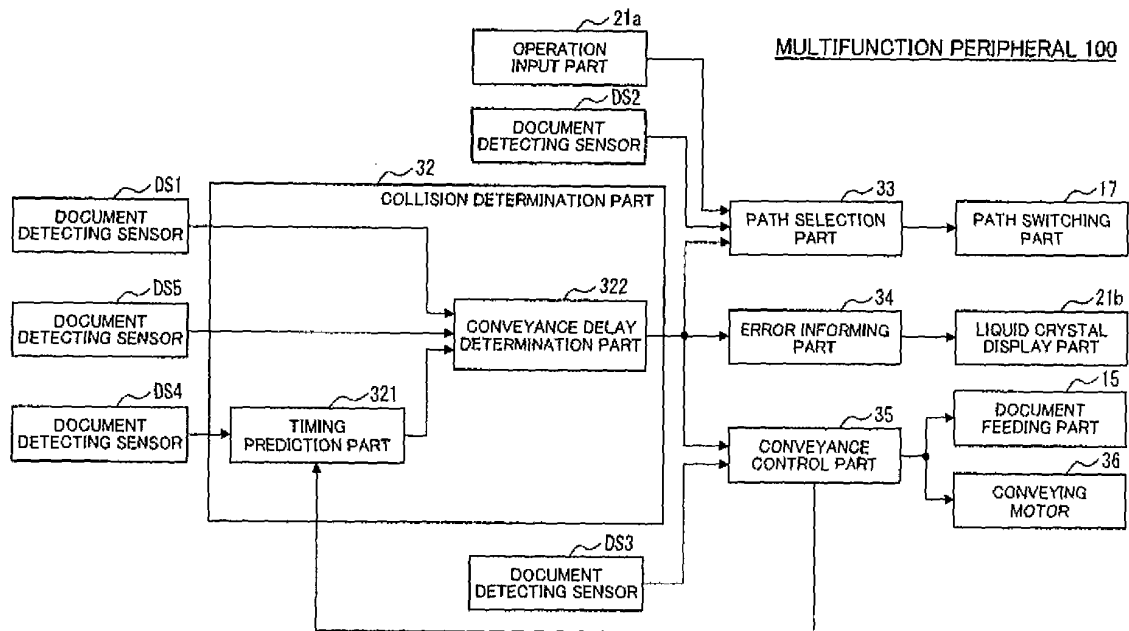 21a
OPERATION
INPUT PART
MULTIFUNCTION PERIPHERAL 100
DS2
DOCUMENT
DETECTING SENSOR
32
COLLISION DETERMINATION PART
DS1
DOCUMENT
DETECTING SENSOR
33
PATH SELECTION
PART
17
PATH SWITCHING
PART
DS5
DOCUMENT
DETECTING SENSOR
322
CONVEYANCE DELAY
DETERMINATION PART
34
ERROR INFORMING
PART
21b
LIQUID CRYSTAL
DISPLAY PART
DS4
DOCUMENT
DETECTING SENSOR
321
TIMING
PREDICTION PART
35
CONVEYANCE
CONTROL PART
15
DOCUMENT
FEEDING PART
36
CONVEYING
MOTOR
DS3
DOCUMENT
DETECTING SENSOR